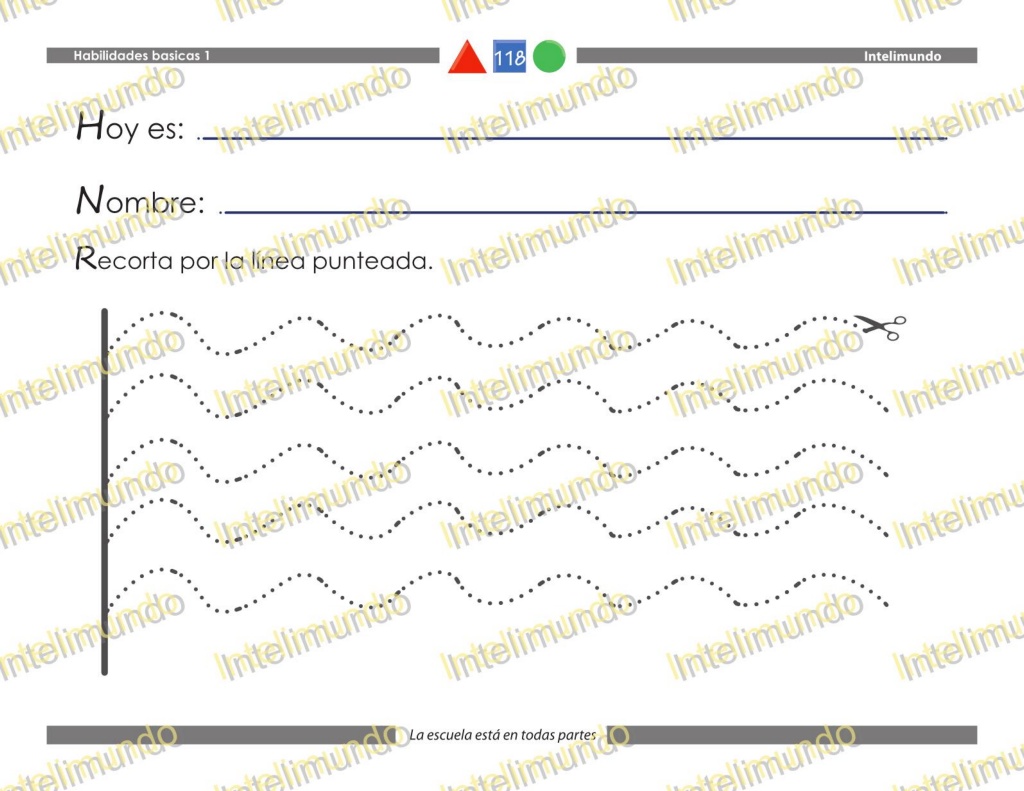 Habilidades basicas 1 118 Intelimundo
Hoy es:
Nombre:
Recorta por la línea punteada.
La escuela está en todas partes